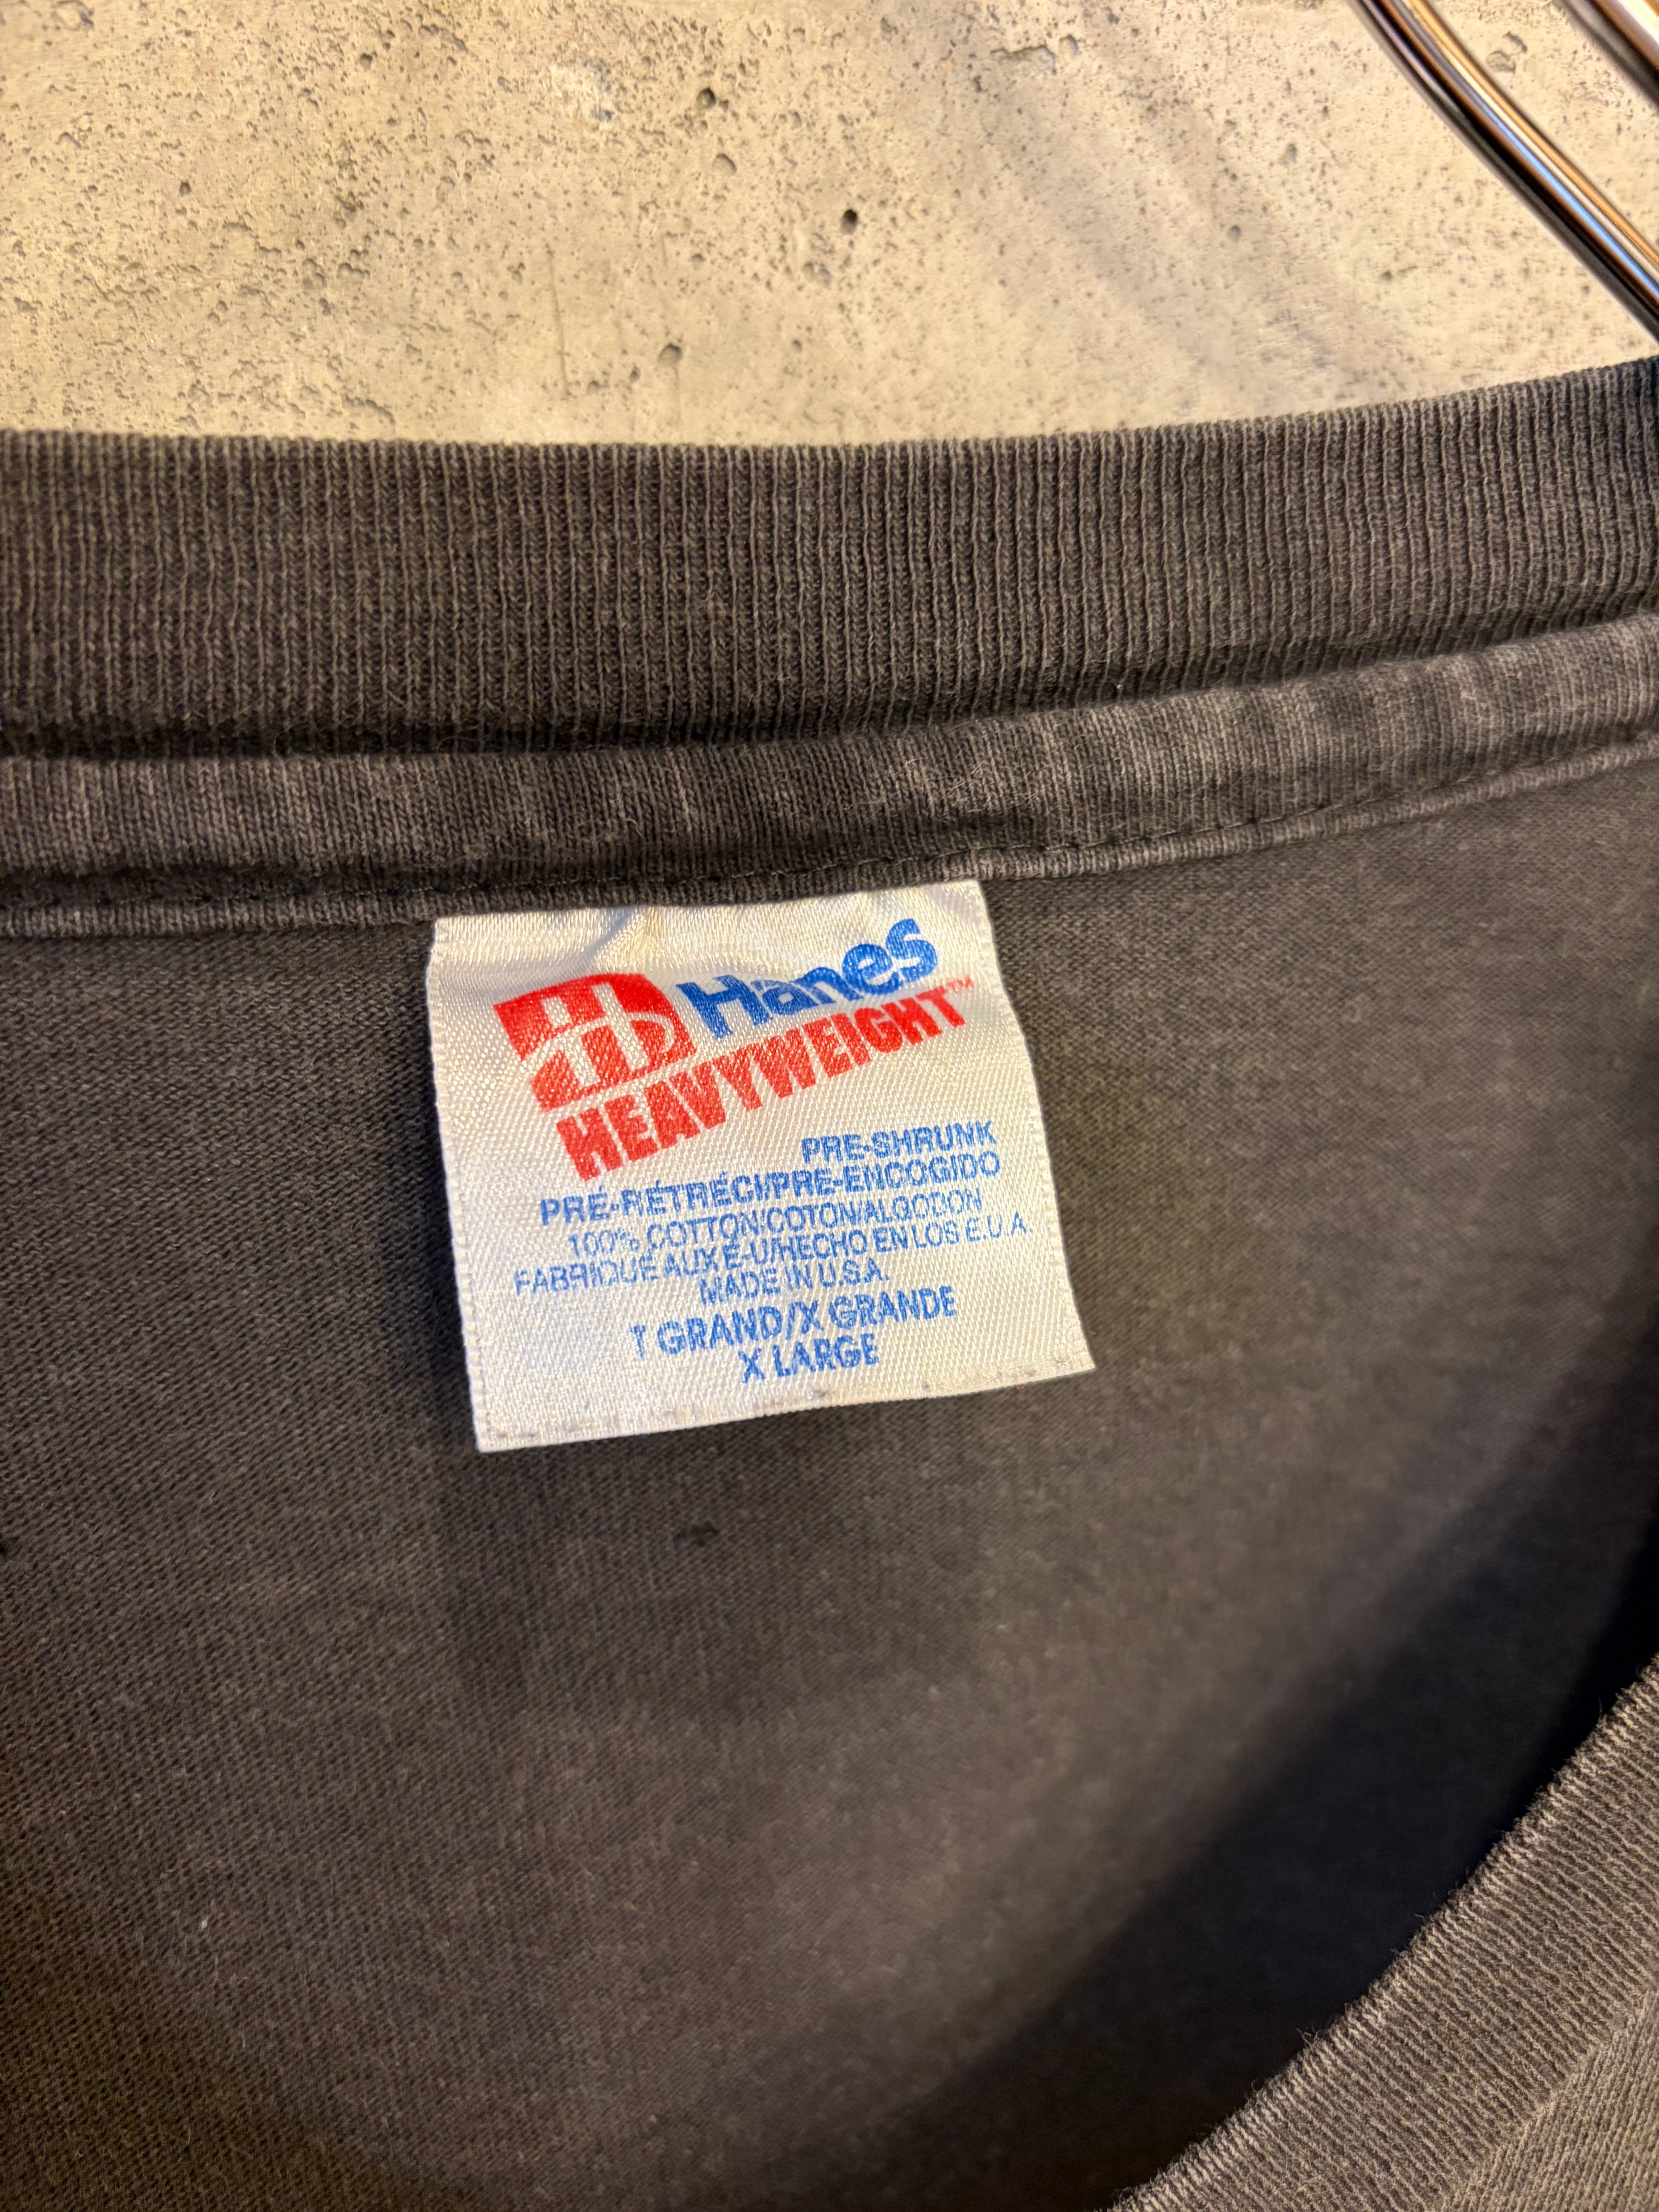 Hanes
HEAVYWEIGHT™
PRE-SHRUNK
PRÉ-RÉTRÉCI/PRE-ENCOGIDO
100% COTTON/COTON/ALGODON
FABRIQUÉ AUX É-U/HECHO EN LOS E.U.A.
MADE IN U.S.A.
T GRAND/X GRANDE
X LARGE